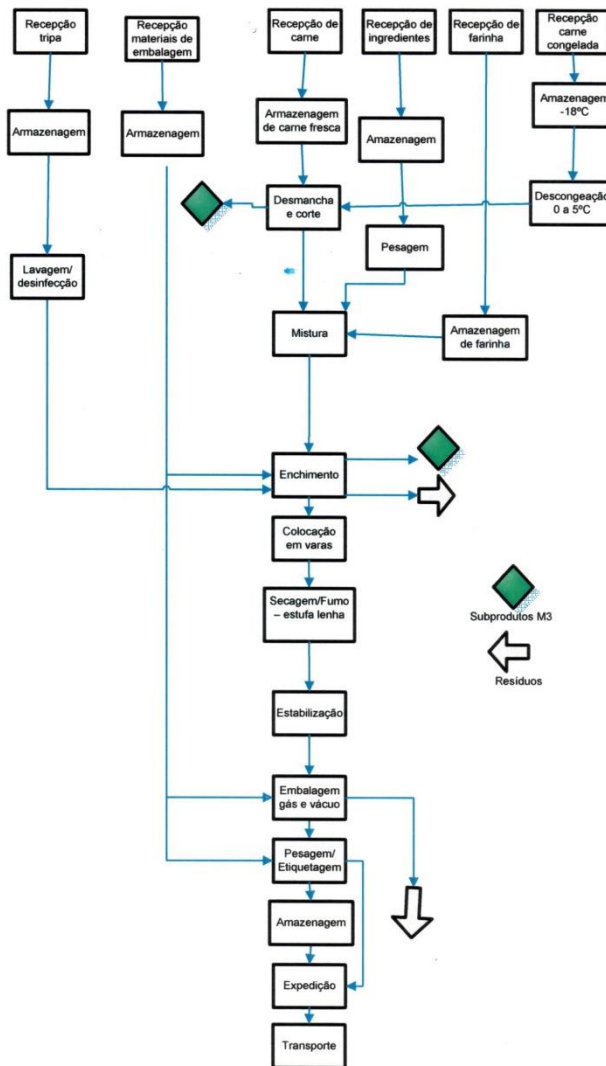 Recepção
tripa
Recepção
materiais de
embalagem
Recepção
de carne
Recepção de
ingredientes
Recepção
de farinha
Recepção
carne
congelada
Armazenagem
Armazenagem
Armazenagem
de carne fresca
Amazenagem
Amazenagem
-18ºC
Desmancha
e corte
Descongeação
0 a 5ºC
Pesagem
Lavagem/
desinfecção
Mistura
Amazenagem
de farinha
Enchimento
Colocação
em varas
Secagem/Fumo
– estufa lenha
Subprodutos M3
Resíduos
Estabilização
Embalagem
gás e vácuo
Pesagem/
Etiquetagem
Amazenagem
Expedição
Transporte